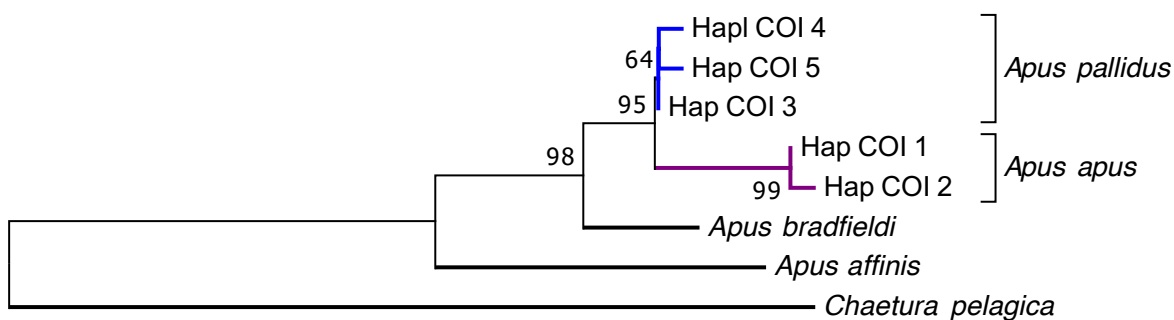 Hapl COI 4
64
Hap COI 5
Apus pallidus
95
Hap COI 3
98
Hap COI 1
Apus apus
99
Hap COI 2
Apus bradfieldi
Apus affinis
Chaetura pelagica